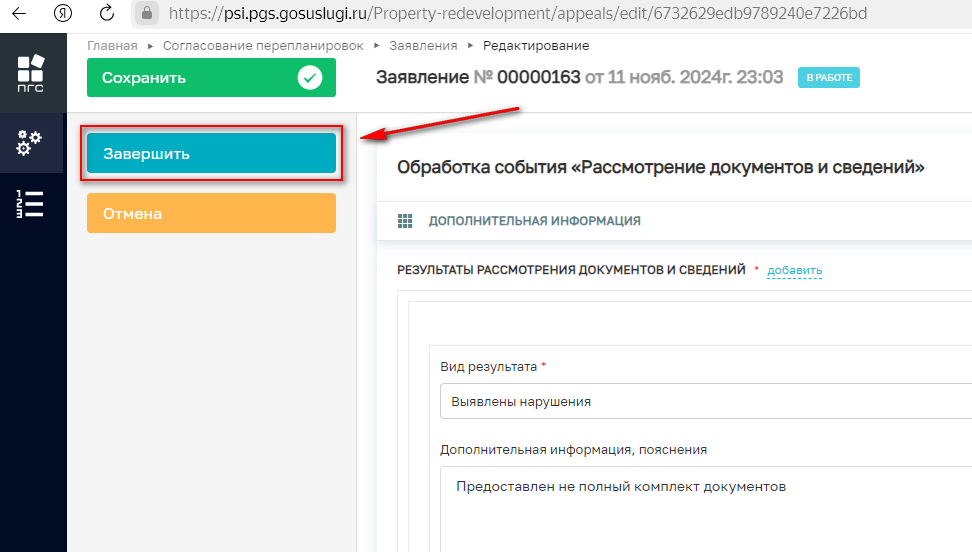 https://psi.pgs.gosuslugi.ru/Property-redevelopment/appeals/edit/6732629edb9789240e7226bd
Главная ▸ Согласование перепланировок ▸ Заявления ▸ Редактирование
ПГС
Сохранить
Заявление № 00000163 от 11 нояб. 2024г. 23:03
В РАБОТЕ
Завершить
Отмена
Обработка события «Рассмотрение документов и сведений»
ДОПОЛНИТЕЛЬНАЯ ИНФОРМАЦИЯ
РЕЗУЛЬТАТЫ РАССМОТРЕНИЯ ДОКУМЕНТОВ И СВЕДЕНИЙ * добавить
Вид результата *
Выявлены нарушения
Дополнительная информация, пояснения
Предоставлен не полный комплект документов